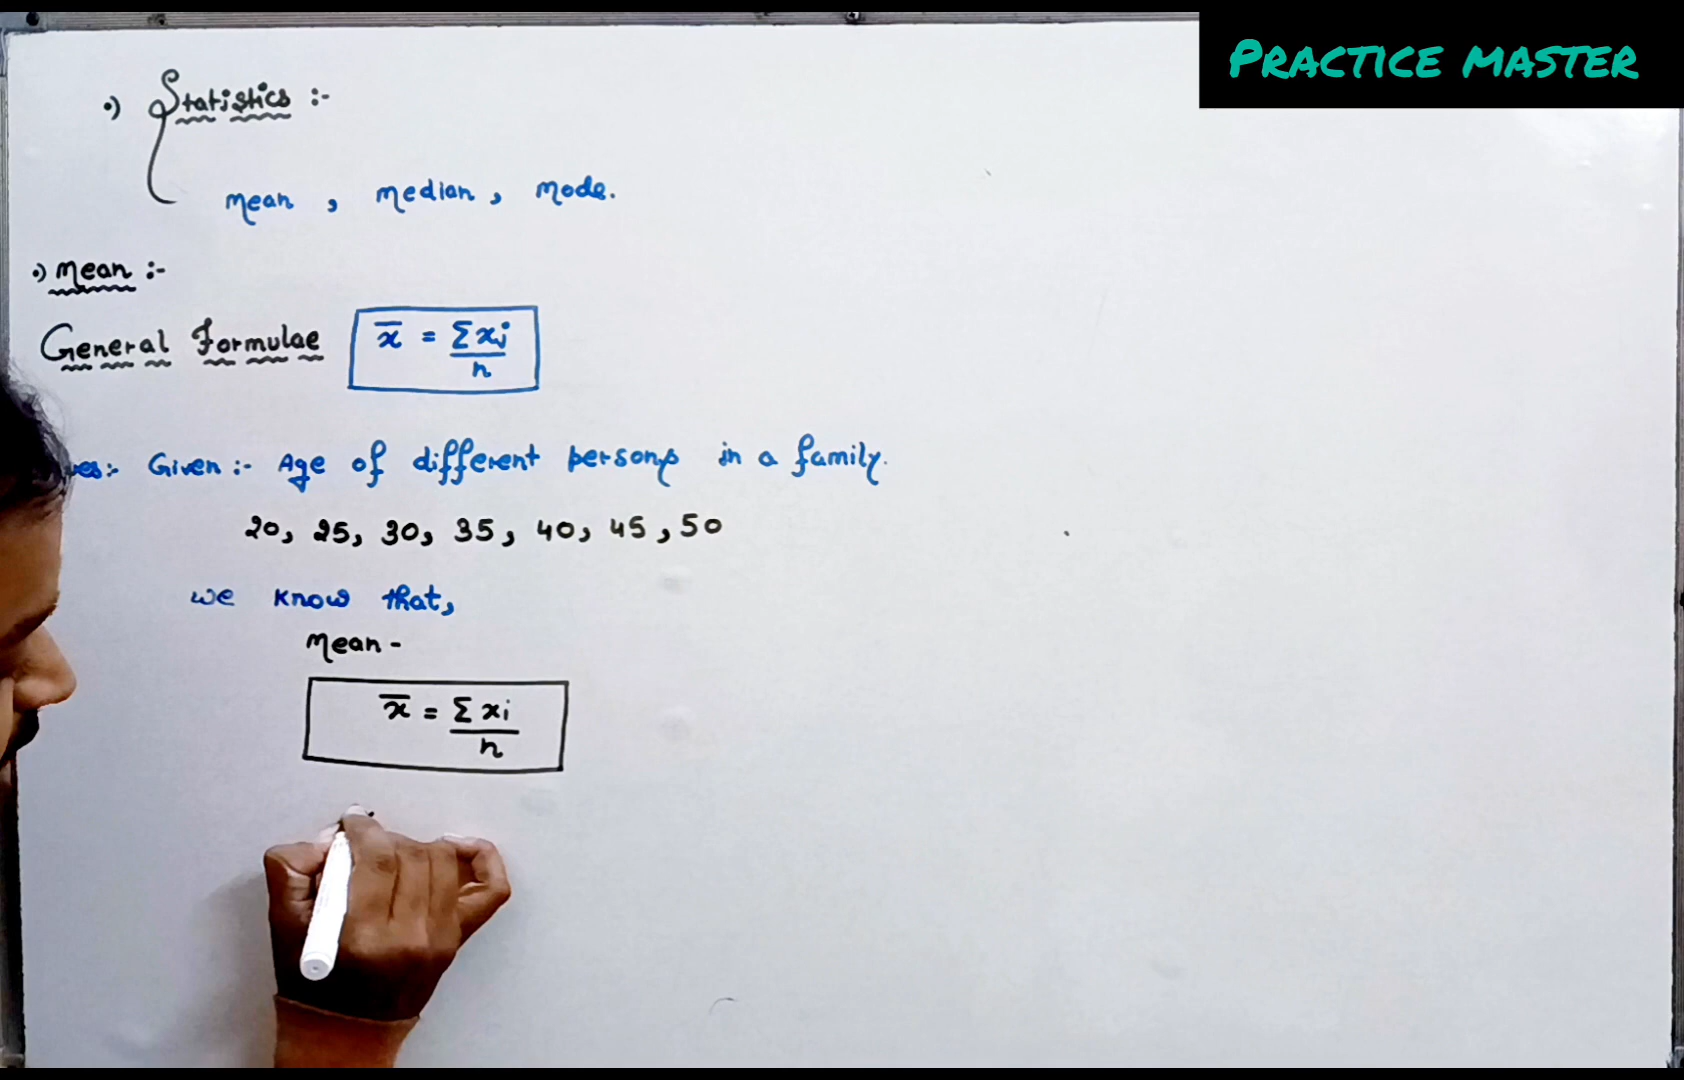 PRACTICE MASTER
•) Statistics :-
Mean , Median , Mode.
•) Mean :-
General Formulae x̄ = Σxi/n
Given :- Age of different persons in a family.
20, 25, 30, 35, 40, 45, 50
we know that,
Mean -
x̄ = Σxi/n